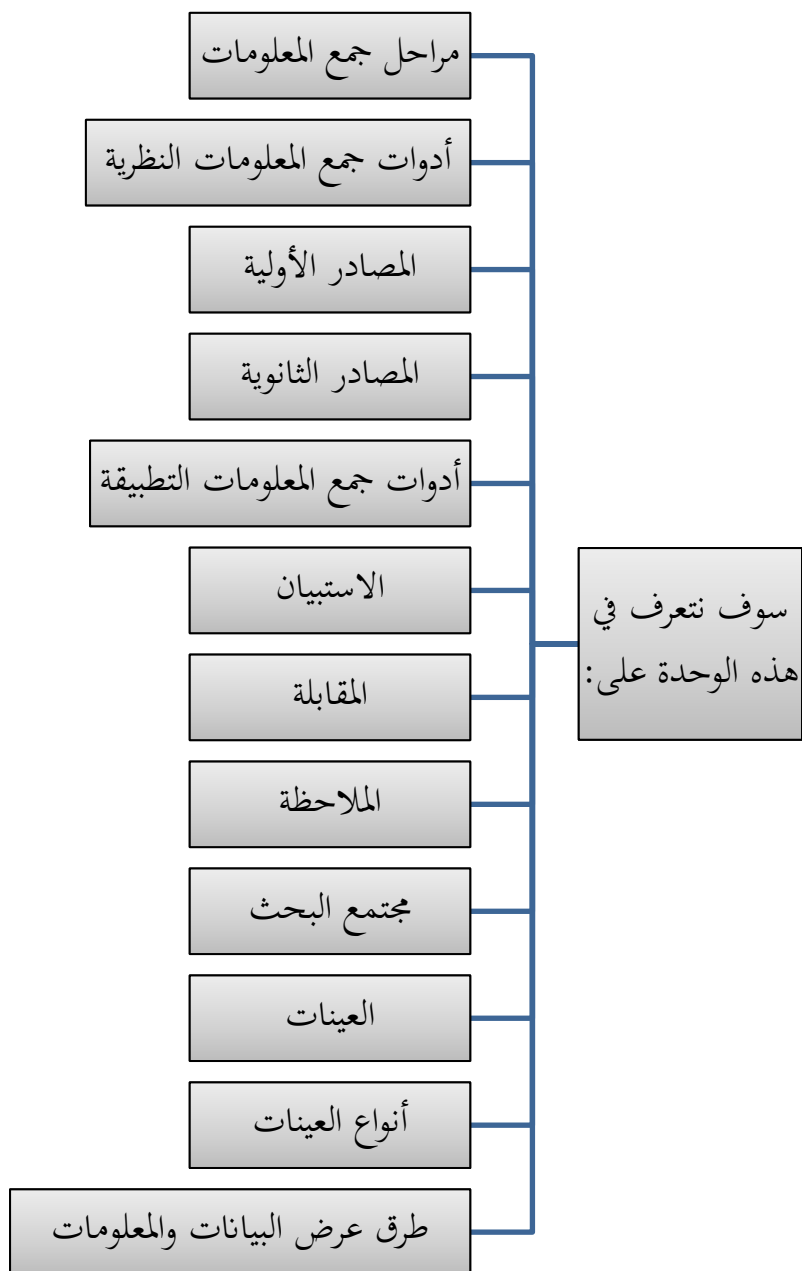 سوف نتعرف في
هذه الوحدة على:
مراحل جمع المعلومات
أدوات جمع المعلومات النظرية
المصادر الأولية
المصادر الثانوية
أدوات جمع المعلومات التطبيقة
الاستبيان
المقابلة
الملاحظة
مجتمع البحث
العينات
أنواع العينات
طرق عرض البيانات والمعلومات